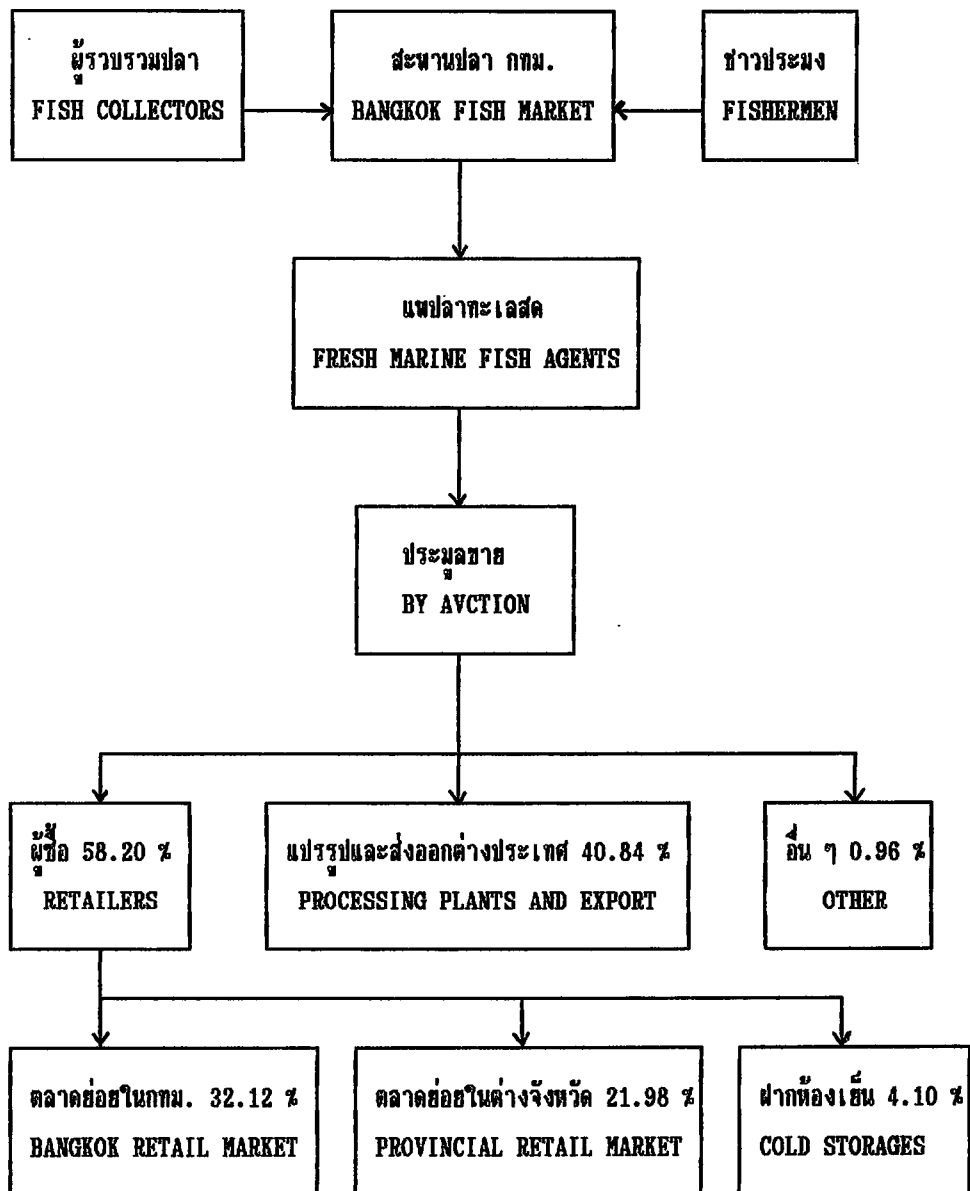 ผู้รวบรวมปลา
FISH COLLECTORS
สะพานปลา กทม.
BANGKOK FISH MARKET
ช่าวประมง
FISHERMEN
แพปลาทะเลสด
FRESH MARINE FISH AGENTS
ประมูลขาย
BY AVCTION
ผู้ซื้อ 58.20 %
RETAILERS
แปรรูปและส่งออกต่างประเทศ 40.84 %
PROCESSING PLANTS AND EXPORT
อื่น ๆ 0.96 %
OTHER
ตลาดย่อยในกทม. 32.12 %
BANGKOK RETAIL MARKET
ตลาดย่อยในต่างจังหวัด 21.98 %
PROVINCIAL RETAIL MARKET
ฝากห้องเย็น 4.10 %
COLD STORAGES